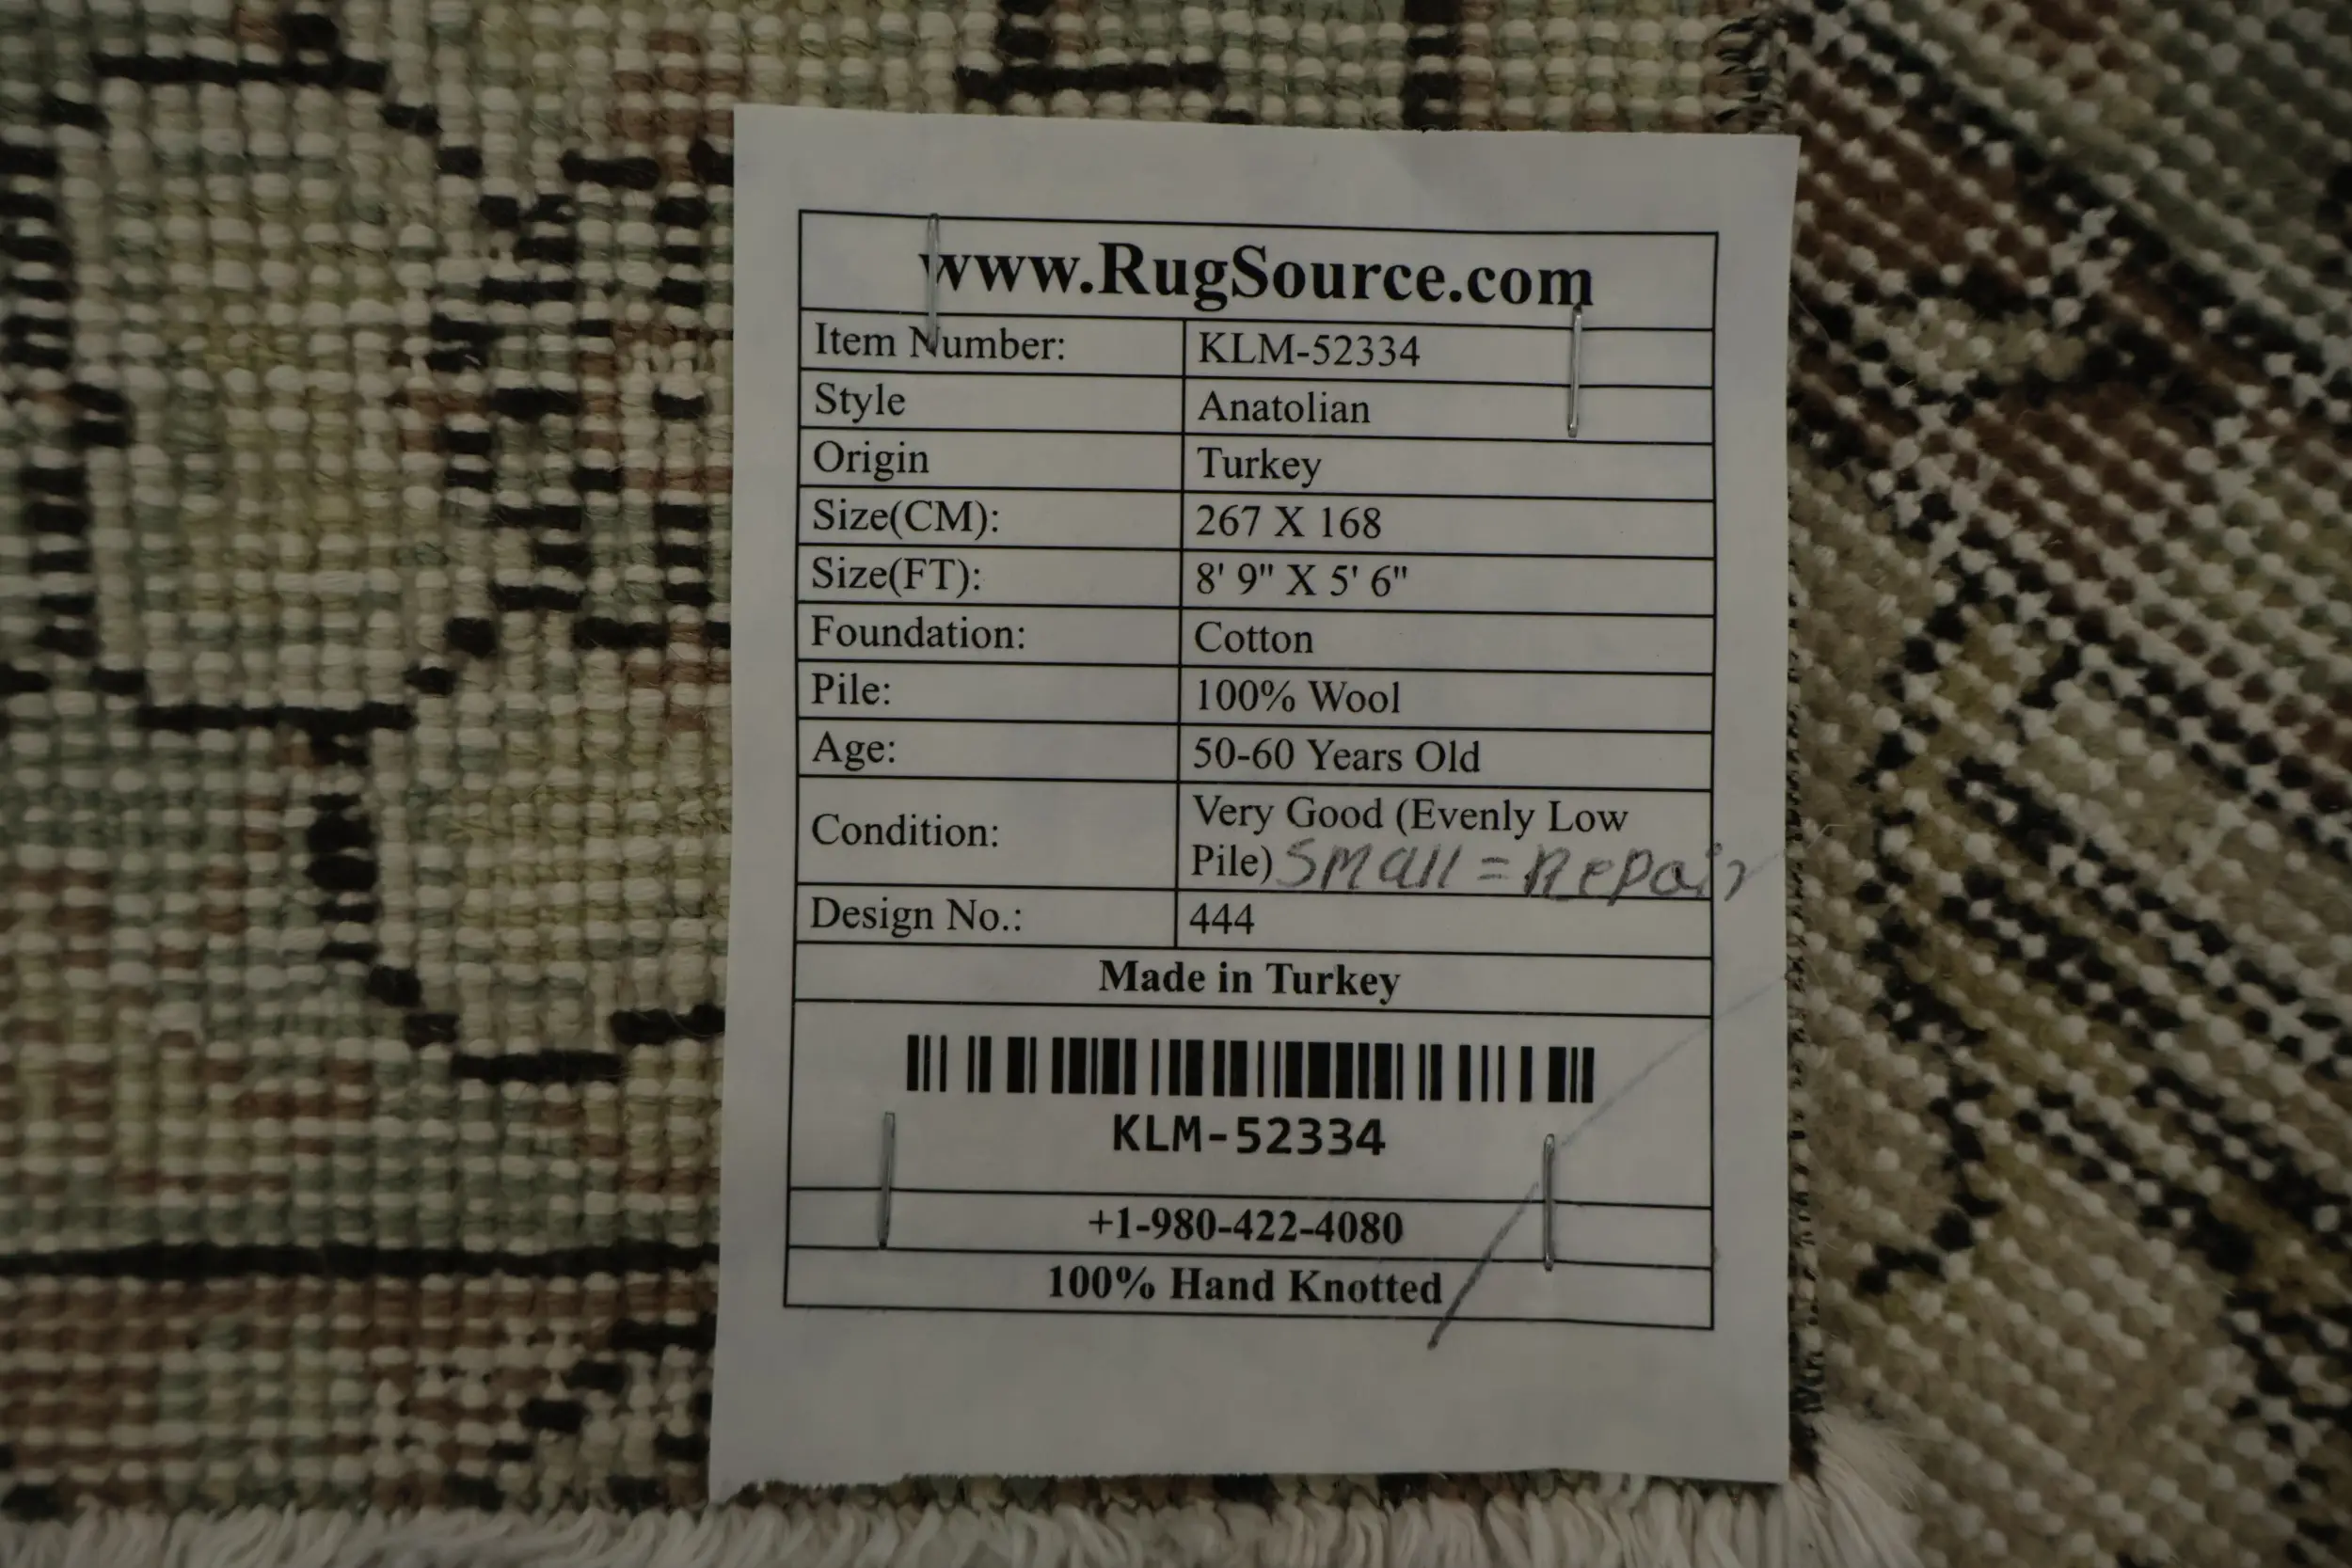 www.RugSource.com
Item Number: KLM-52334
Style Anatolian
Origin Turkey
Size(CM): 267 X 168
Size(FT): 8' 9" X 5' 6"
Foundation: Cotton
Pile: 100% Wool
Age: 50-60 Years Old
Condition: Very Good (Evenly Low
Pile) Small = Repair
Design No.: 444
Made in Turkey
KLM-52334
+1-980-422-4080
100% Hand Knotted